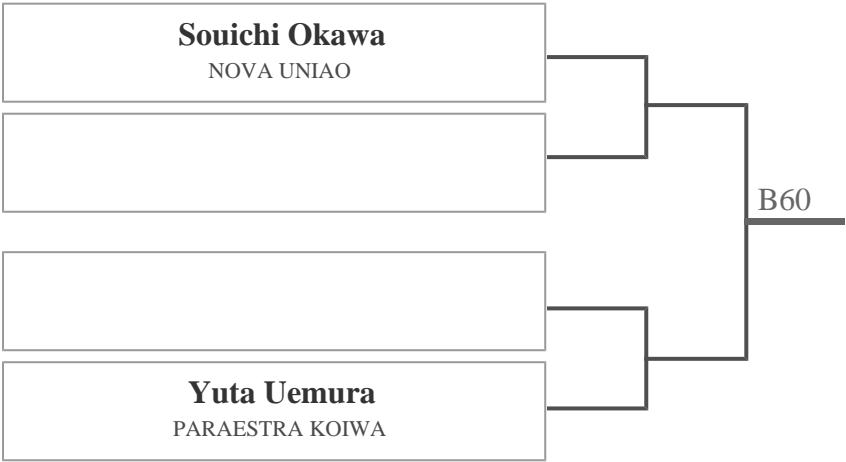 Souichi Okawa
NOVA UNIAO
B60
Yuta Uemura
PARAESTRA KOIWA